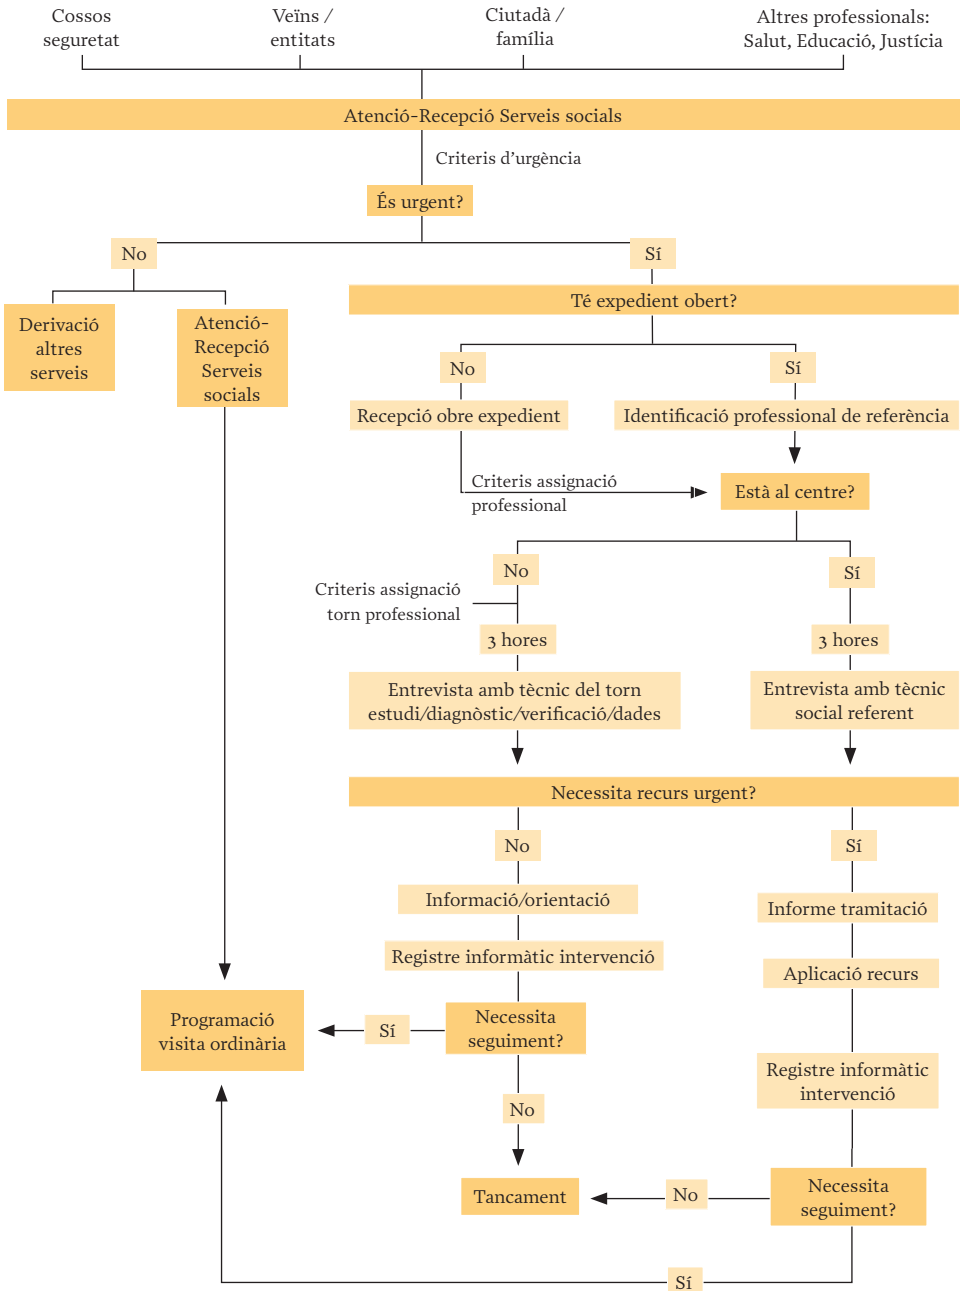 Cossos
seguretat
Veïns /
entitats
Ciutadà /
família
Altres professionals:
Salut, Educació, Justícia
Atenció-Recepció Serveis socials
Criteris d’urgència
És urgent?
No
Sí
Derivació
altres
serveis
Atenció-
Recepció
Serveis
socials
Té expedient obert?
No
Sí
Recepció obre expedient
Identificació professional de referència
Criteris assignació
professional
Està al centre?
No
Sí
Criteris assignació
torn professional
3 hores
3 hores
Entrevista amb tècnic del torn
estudi/diagnòstic/verificació/dades
Entrevista amb tècnic
social referent
Necessita recurs urgent?
No
Sí
Informació/orientació
Informe tramitació
Registre informàtic intervenció
Aplicació recurs
Programació
visita ordinària
Sí
Necessita
seguiment?
Registre informàtic
intervenció
No
Tancament
No
Necessita
seguiment?
Sí